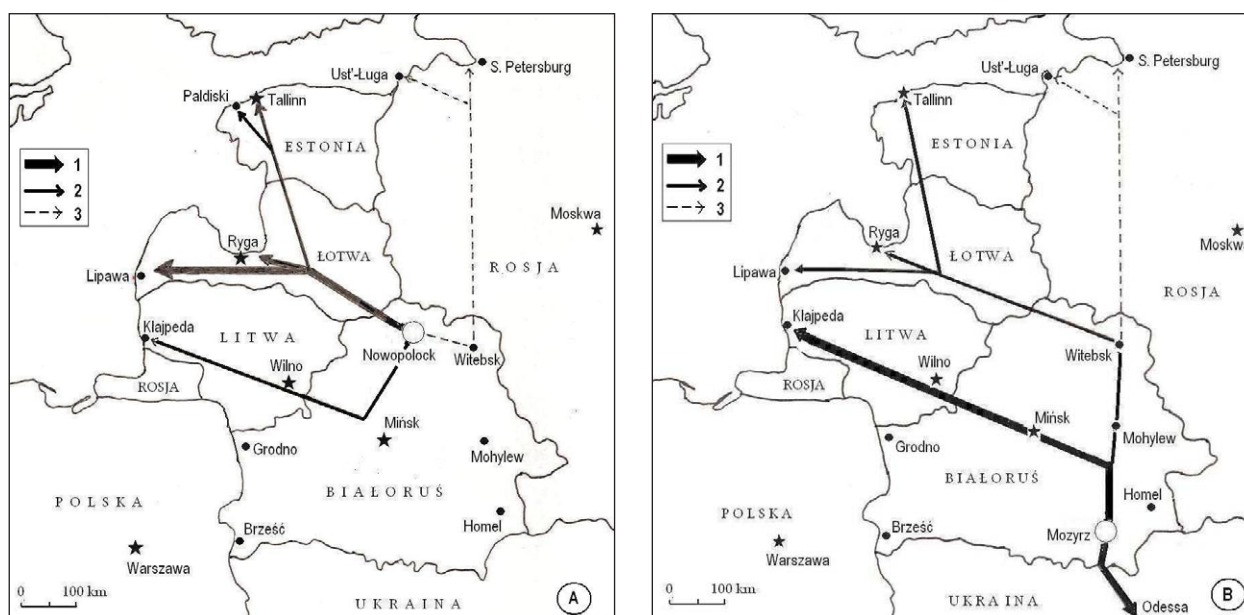 S. Petersburg
Ust'-Ługa
Paldiski
Tallinn
ESTONIA
1
2
3
Moskwa
Ryga
ŁOTWA
ROSJA
Lipawa
Kłajpeda
LITWA
Nowopolock
Witebsk
Wilno
ROSJA
Mińsk
Grodno
Mohylew
BIAŁORUŚ
POLSKA
Homel
Brześć
Warszawa
0 100 km
UKRAINA
A
S. Petersburg
Ust'-Ługa
Tallinn
ESTONIA
1
2
3
Moskwa
Ryga
ŁOTWA
Lipawa
ROSJA
Kłajpeda
LITWA
Witebsk
Wilno
ROSJA
Mińsk
Mohylew
Grodno
BIAŁORUŚ
Homel
POLSKA
Mozyrz
Brześć
Warszawa
0 100 km
UKRAINA
Odessa
B